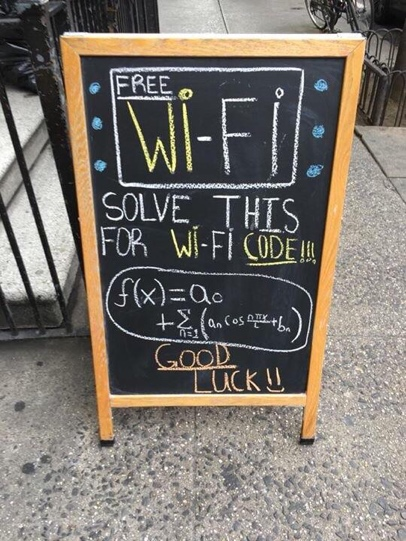 FREE
Wi-Fi
SOLVE THIS
FOR Wi-Fi CODE!!!
f(x)=a₀
+∑ₙ₌₁(aₙ cos nπx/L + bₙ)
GOOD
LUCK!!